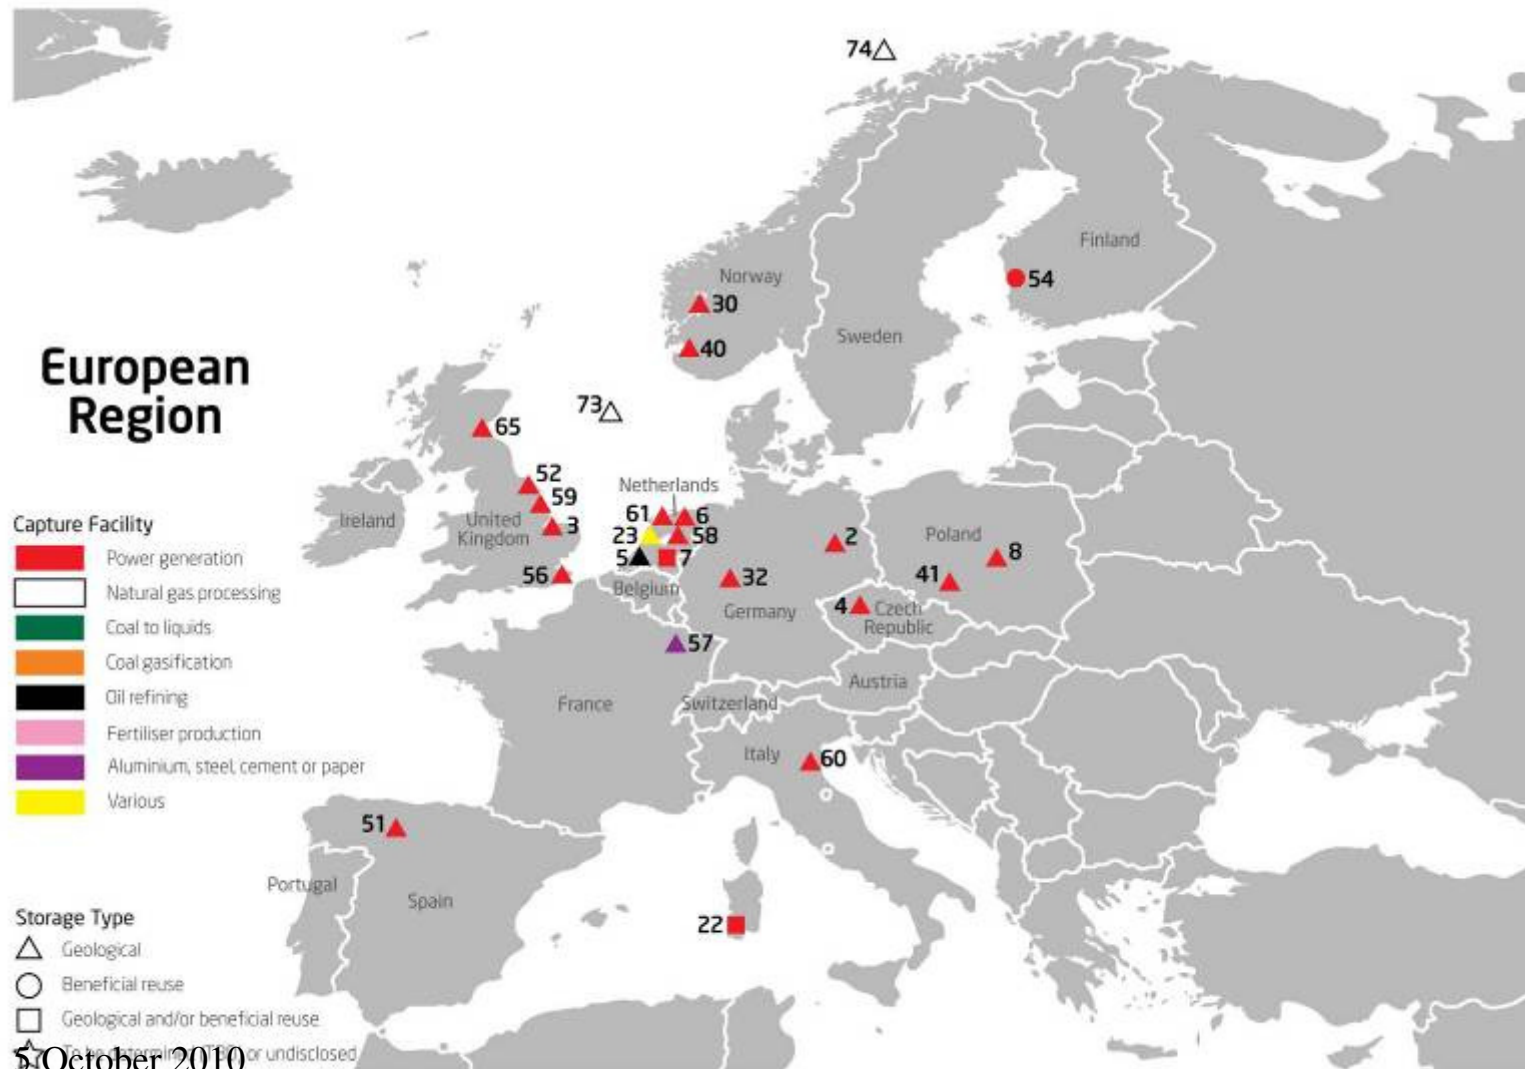 74
Finland
54
Norway
30
Sweden
40
European
Region
73
65
52
59
3
56
Ireland
United
Kingdom
Netherlands
61
6
23
58
5
7
Belgium
2
32
Germany
Poland
8
41
4
Czech
Republic
57
France
Switzerland
Austria
Italy
60
51
Portugal
Spain
22
Capture Facility
Power generation
Natural gas processing
Coal to liquids
Coal gasification
Oil refining
Fertiliser production
Aluminium, steel, cement or paper
Various
Storage Type
Geological
Beneficial reuse
Geological and/or beneficial reuse
To be determined (TBD) or undisclosed
5 October 2010